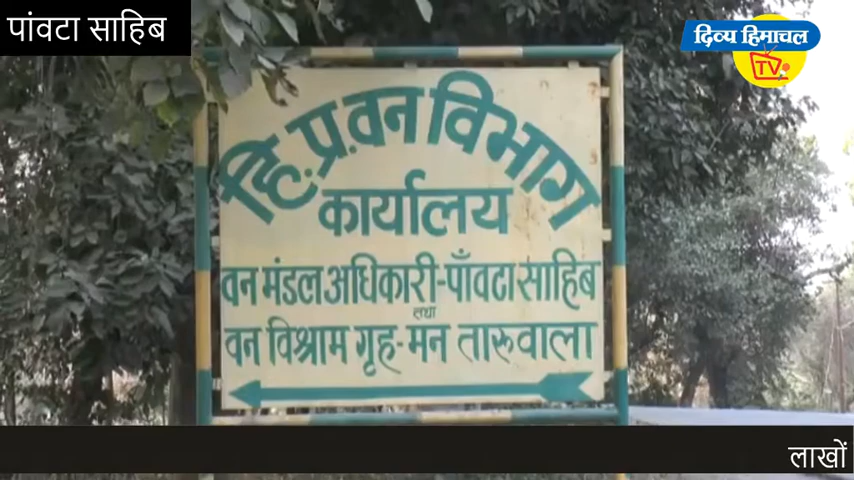 पांवटा साहिब
दिव्य हिमाचल
TV
हि.प्र.वन विभाग
कार्यालय
वन मंडल अधिकारी-पाँवटा साहिब
तथा
वन विश्राम गृह-मन तारूवाला
लाखों